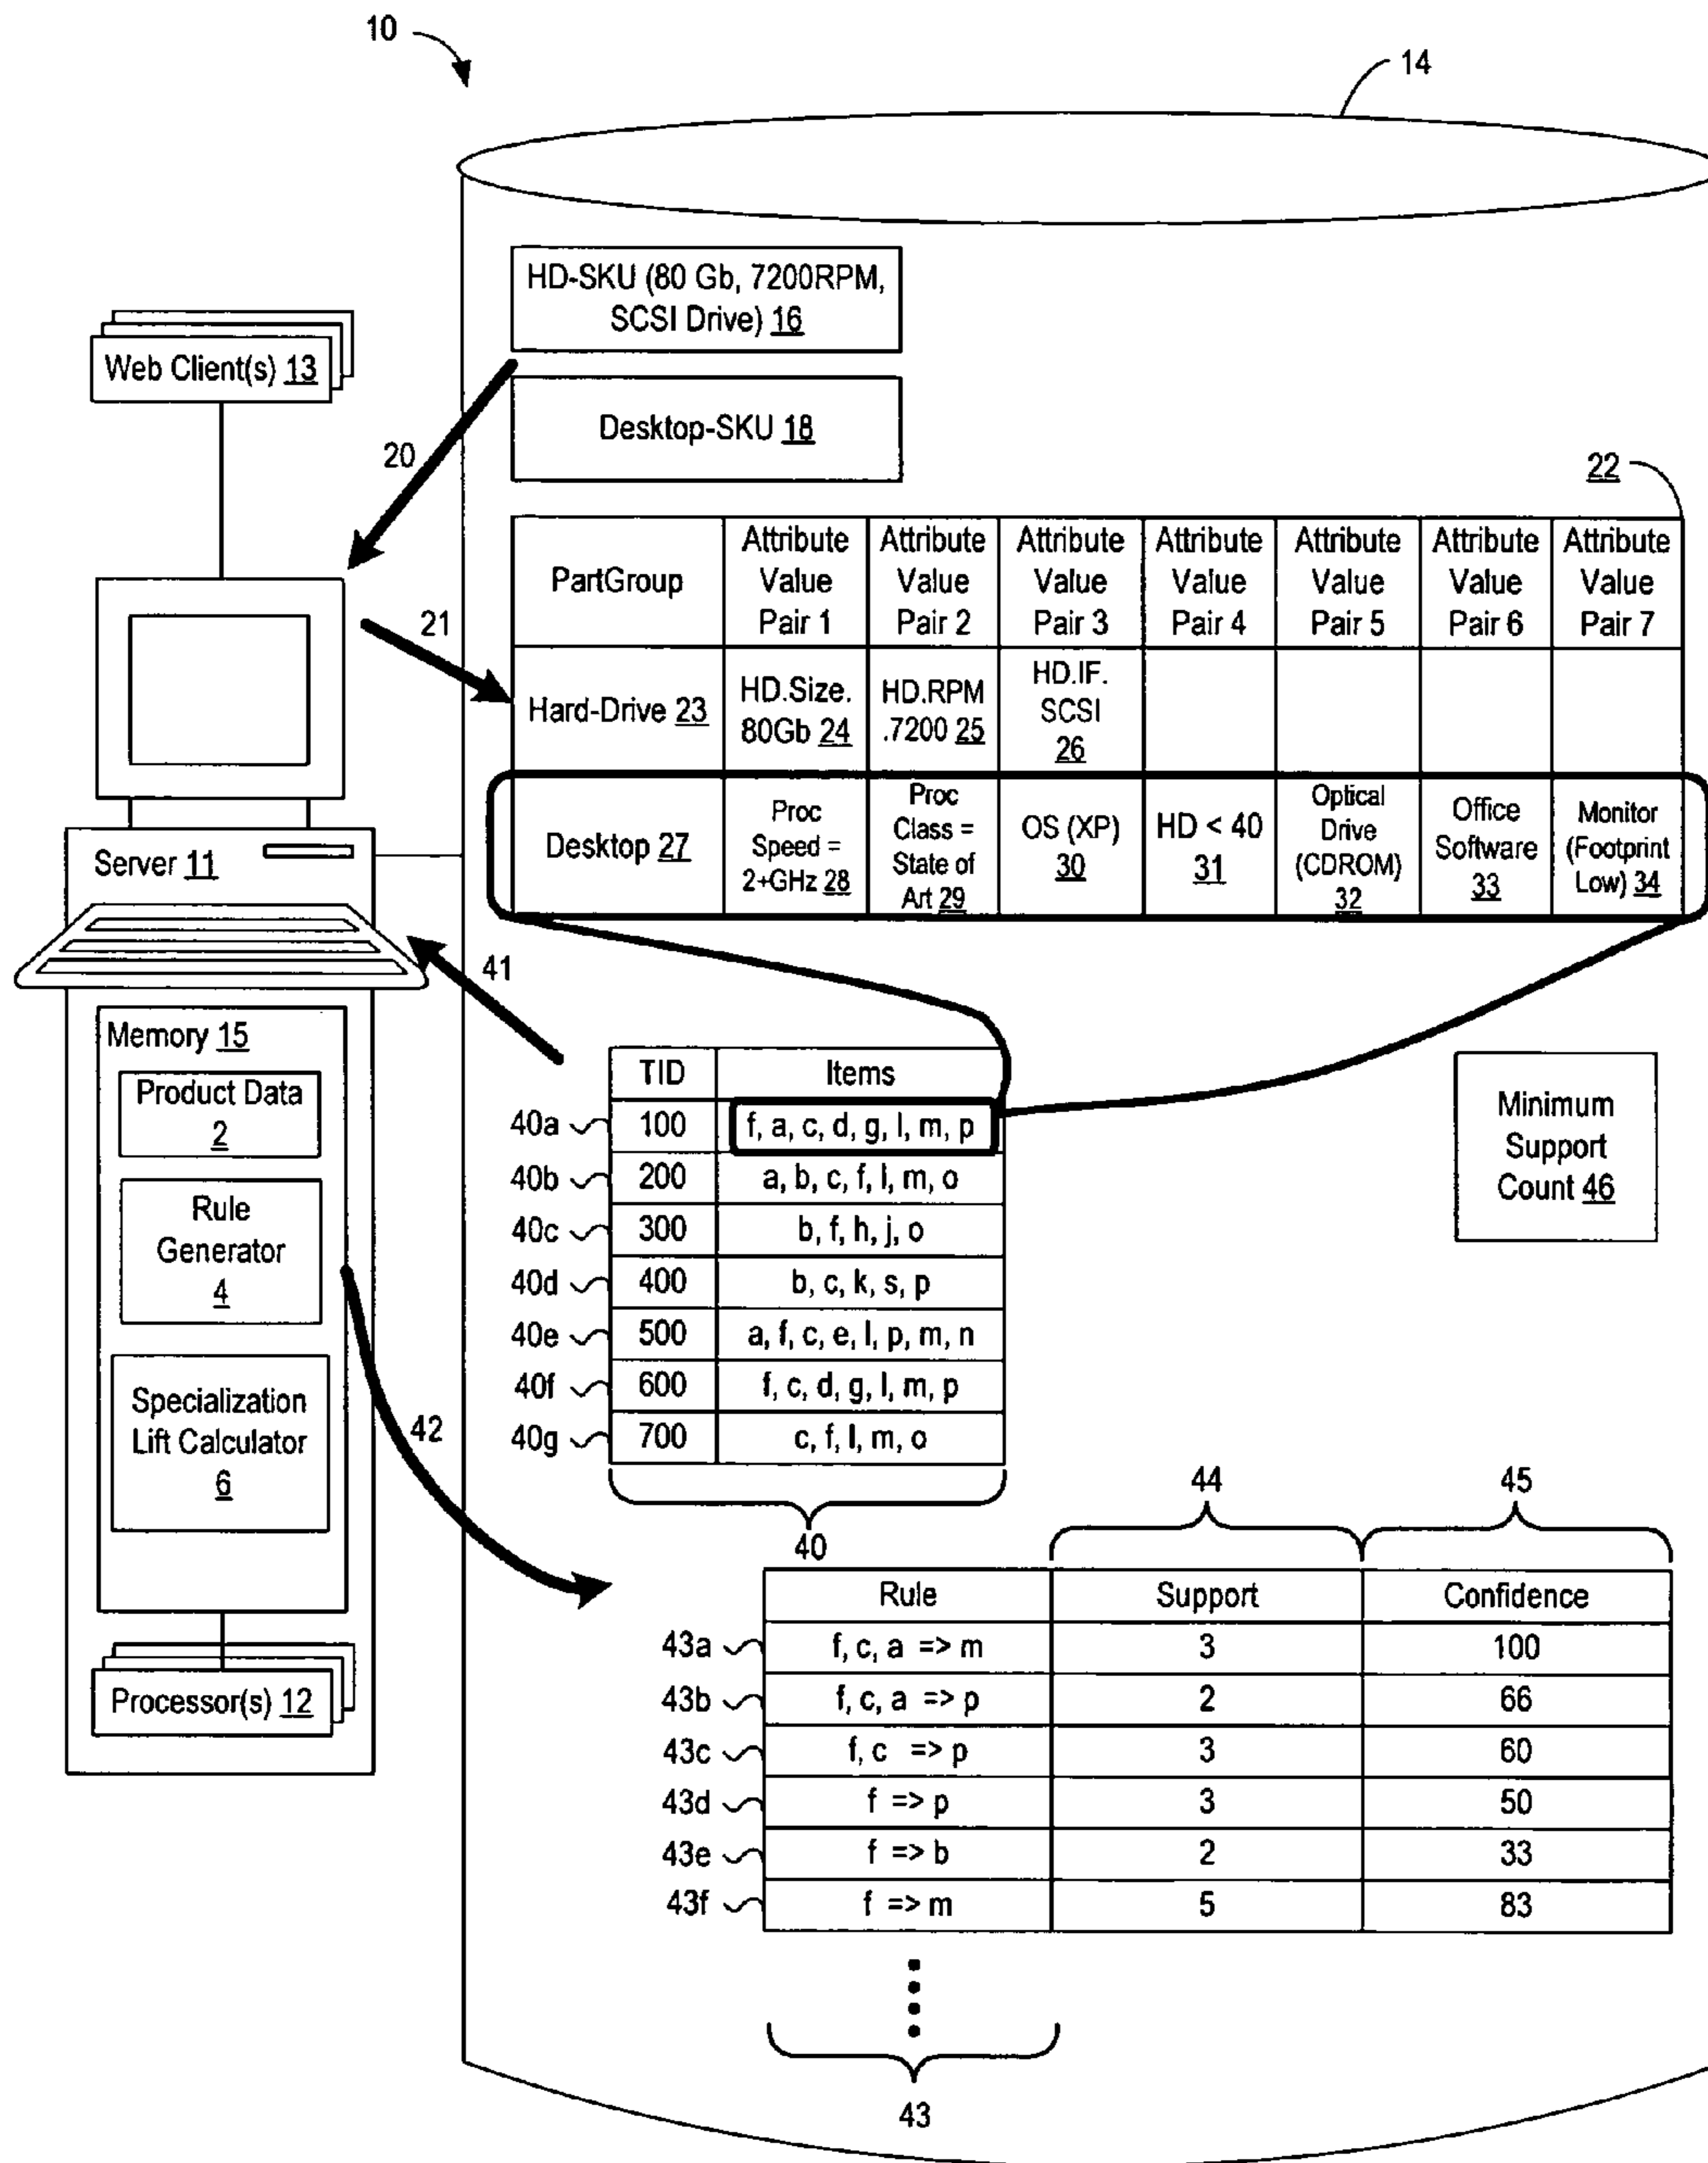 10
14
HD-SKU (80 Gb, 7200RPM,
SCSI Drive) 16
Web Client(s) 13
Desktop-SKU 18
20
22
PartGroup
Attribute Value Pair 1
Attribute Value Pair 2
Attribute Value Pair 3
Attribute Value Pair 4
Attribute Value Pair 5
Attribute Value Pair 6
Attribute Value Pair 7
21
Hard-Drive 23
HD.Size.
80Gb 24
HD.RPM
.7200 25
HD.IF.
SCSI
26
Desktop 27
Proc
Speed =
2+GHz 28
Proc
Class =
State of
Art 29
OS (XP)
30
HD < 40
31
Optical
Drive
(CDROM)
32
Office
Software
33
Monitor
(Footprint
Low) 34
Server 11
41
Memory 15
Product Data
2
Rule
Generator
4
Specialization
Lift Calculator
6
Processor(s) 12
42
TID Items
40a 100 f, a, c, d, g, l, m, p
40b 200 a, b, c, f, l, m, o
40c 300 b, f, h, j, o
40d 400 b, c, k, s, p
40e 500 a, f, c, e, l, p, m, n
40f 600 f, c, d, g, l, m, p
40g 700 c, f, l, m, o
40
Minimum
Support
Count 46
44 45
Rule Support Confidence
43a f, c, a => m 3 100
43b f, c, a => p 2 66
43c f, c => p 3 60
43d f => p 3 50
43e f => b 2 33
43f f => m 5 83
43